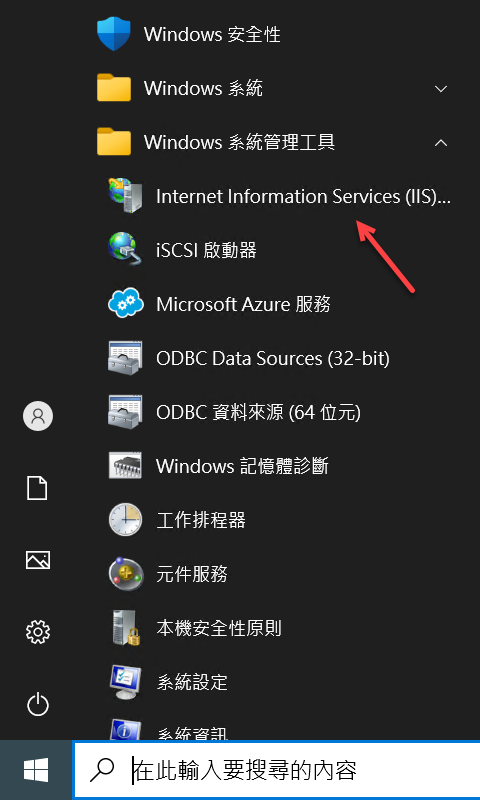 Windows 安全性
Windows 系統
Windows 系統管理工具
Internet Information Services (IIS)...
iSCSI 啟動器
Microsoft Azure 服務
ODBC Data Sources (32-bit)
ODBC 資料來源 (64 位元)
Windows 記憶體診斷
工作排程器
元件服務
本機安全性原則
系統設定
系統資訊
在此輸入要搜尋的內容